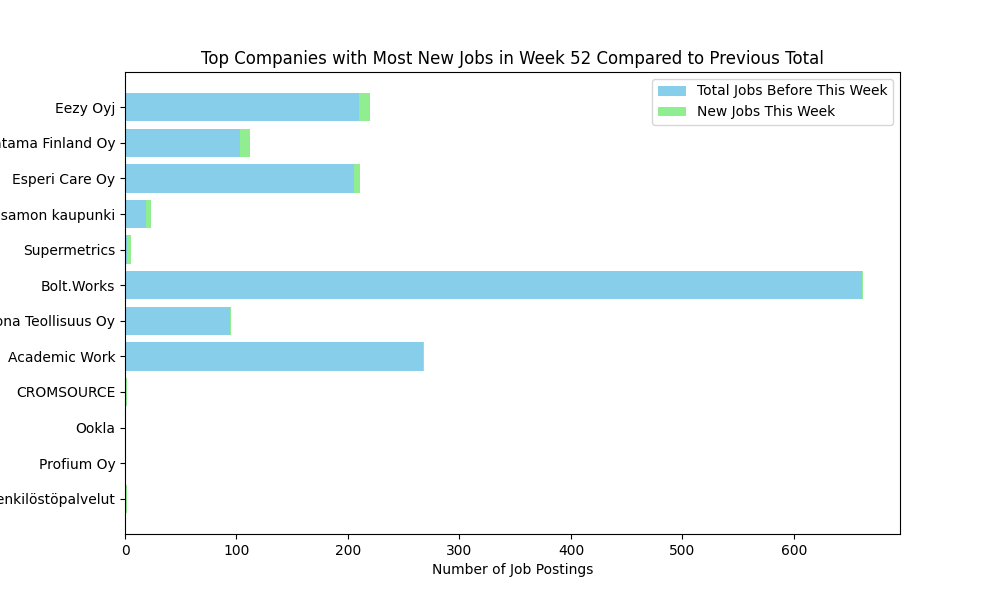 Top Companies with Most New Jobs in Week 52 Compared to Previous Total
Total Jobs Before This Week
New Jobs This Week
Eezy Oyj
atama Finland Oy
Esperi Care Oy
samon kaupunki
Supermetrics
Bolt.Works
ona Teollisuus Oy
Academic Work
CROMSOURCE
Ookla
Profium Oy
enkilöstöpalvelut
0 100 200 300 400 500 600
Number of Job Postings